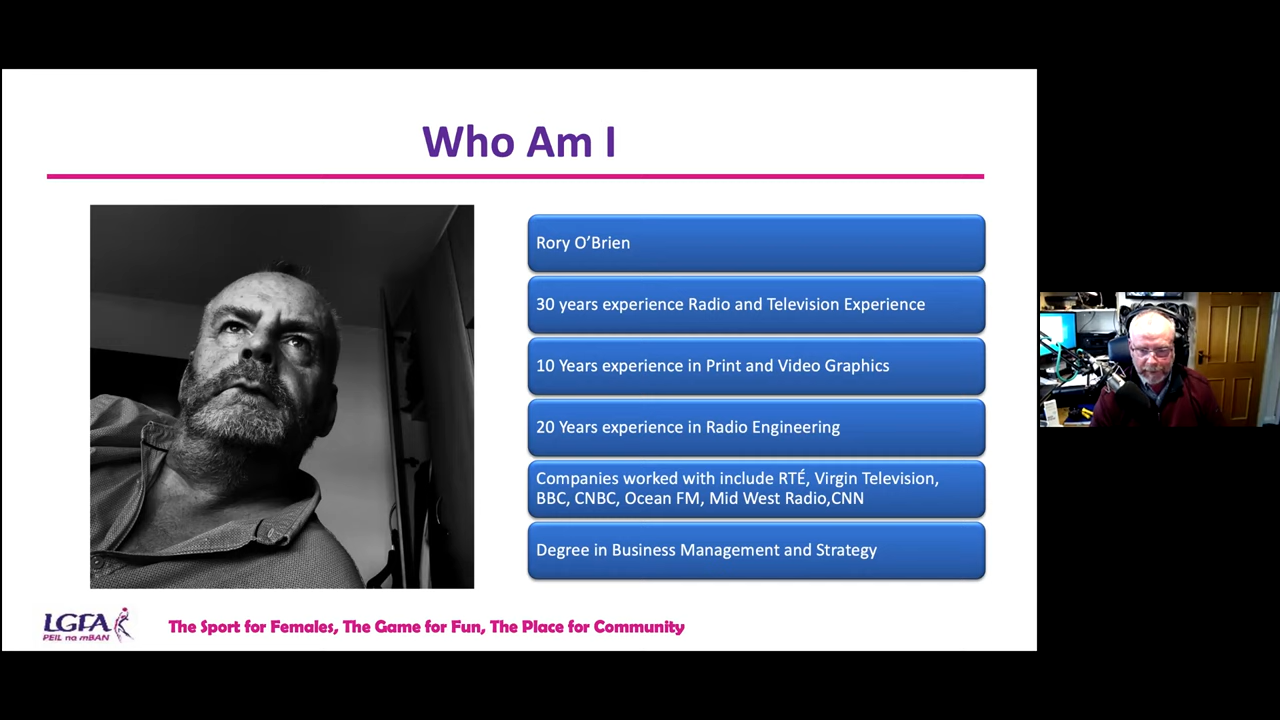 Who Am I
Rory O’Brien
30 years experience Radio and Television Experience
10 Years experience in Print and Video Graphics
20 Years experience in Radio Engineering
Companies worked with include RTÉ, Virgin Television,
BBC, CNBC, Ocean FM, Mid West Radio,CNN
Degree in Business Management and Strategy
LGFA
PEIL na mBAN
The Sport for Females, The Game for Fun, The Place for Community